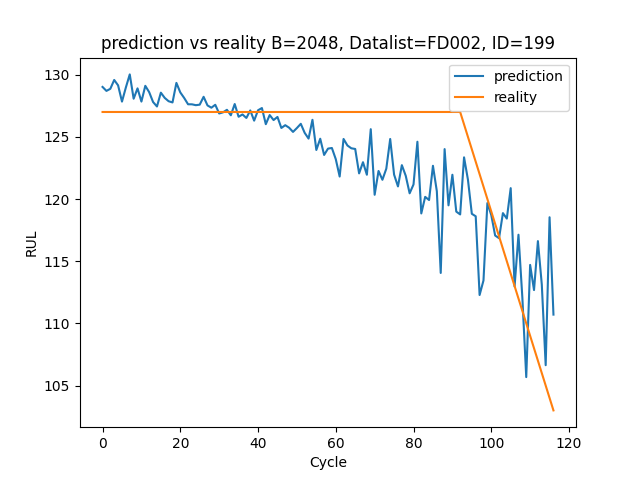 prediction vs reality B=2048, Datalist=FD002, ID=199
prediction
reality
RUL
130
125
120
115
110
105
0 20 40 60 80 100 120
Cycle